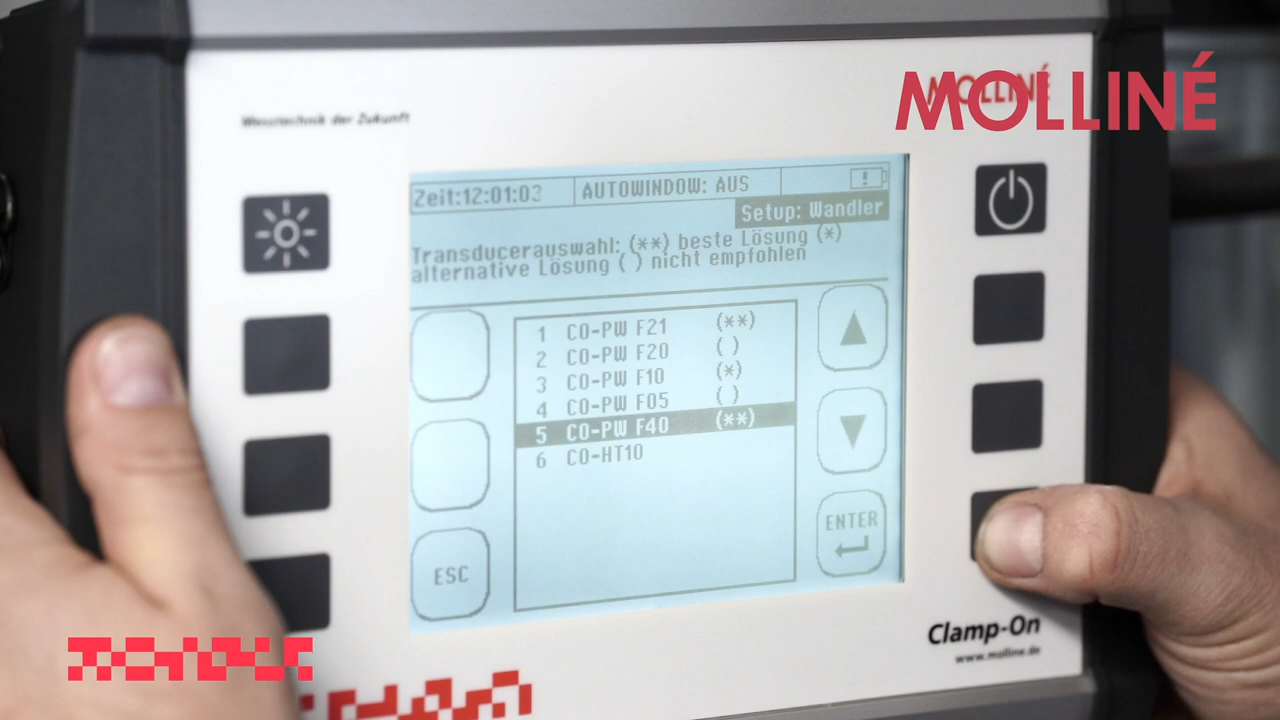 MOLLINÉ
MOLLINÉ
Messtechnik der Zukunft
Zeit:12:01:03
AUTOWINDOW: AUS
Setup: Wandler
Transducerauswahl: (**) beste Lösung (*)
alternative Lösung ( ) nicht empfohlen
1 CO-PW F21 (**)
2 CO-PW F20 ( )
3 CO-PW F10 (*)
4 CO-PW F05 ( )
5 CO-PW F40 (**)
6 CO-HT10
ENTER
ESC
Clamp-On
www.molline.de